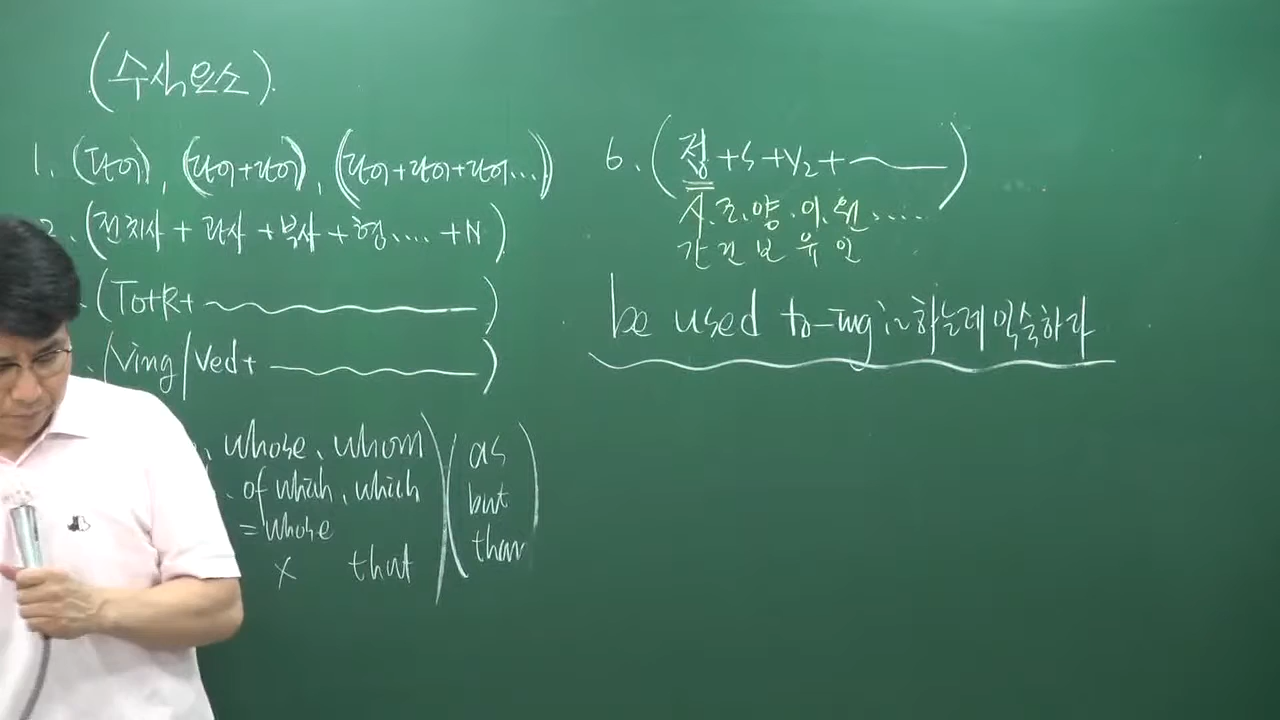 (수식요소)
1. (단어), (단어+단어), (단어+단어+단어...)
2. (전치사 + 관사 + 부사 + 형.... + N)
(To+R+ )
(Ving/Ved+ )
, whose, whom
. of which, which
= whose
x that
as
but
than
6. (접+S+V2+ )
시.조.양.이.원.....
간 건 보 유 인
be used to-ing ~하는데 익숙하다